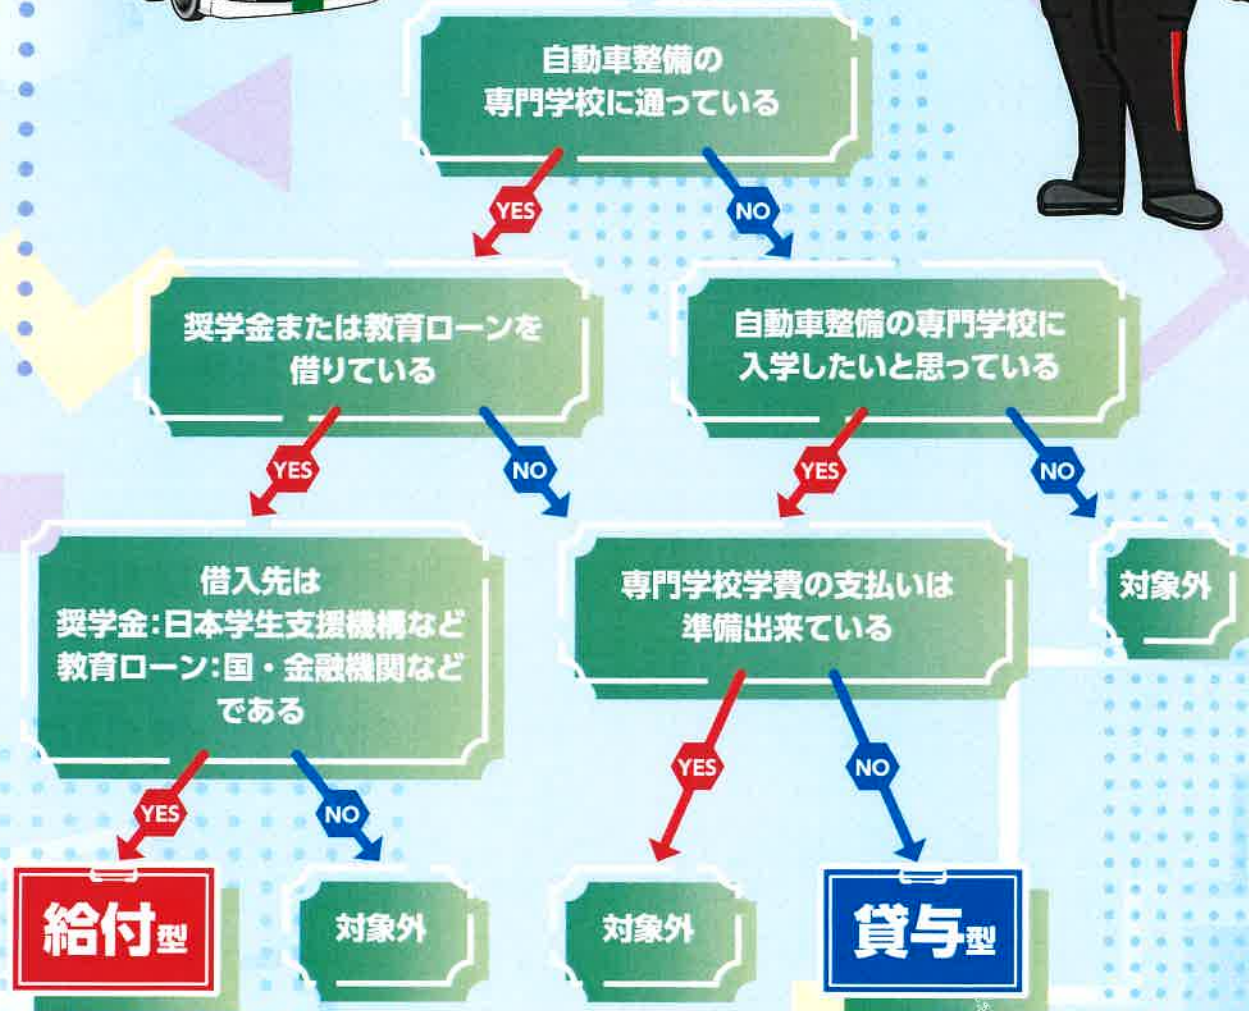 自動車整備の
専門学校に通っている
YES
NO
奨学金または教育ローンを
借りている
自動車整備の専門学校に
入学したいと思っている
YES
NO
YES
NO
借入先は
奨学金:日本学生支援機構など
教育ローン:国・金融機関など
である
専門学校学費の支払いは
準備出来ている
対象外
YES
NO
YES
NO
給付型
対象外
対象外
貸与型